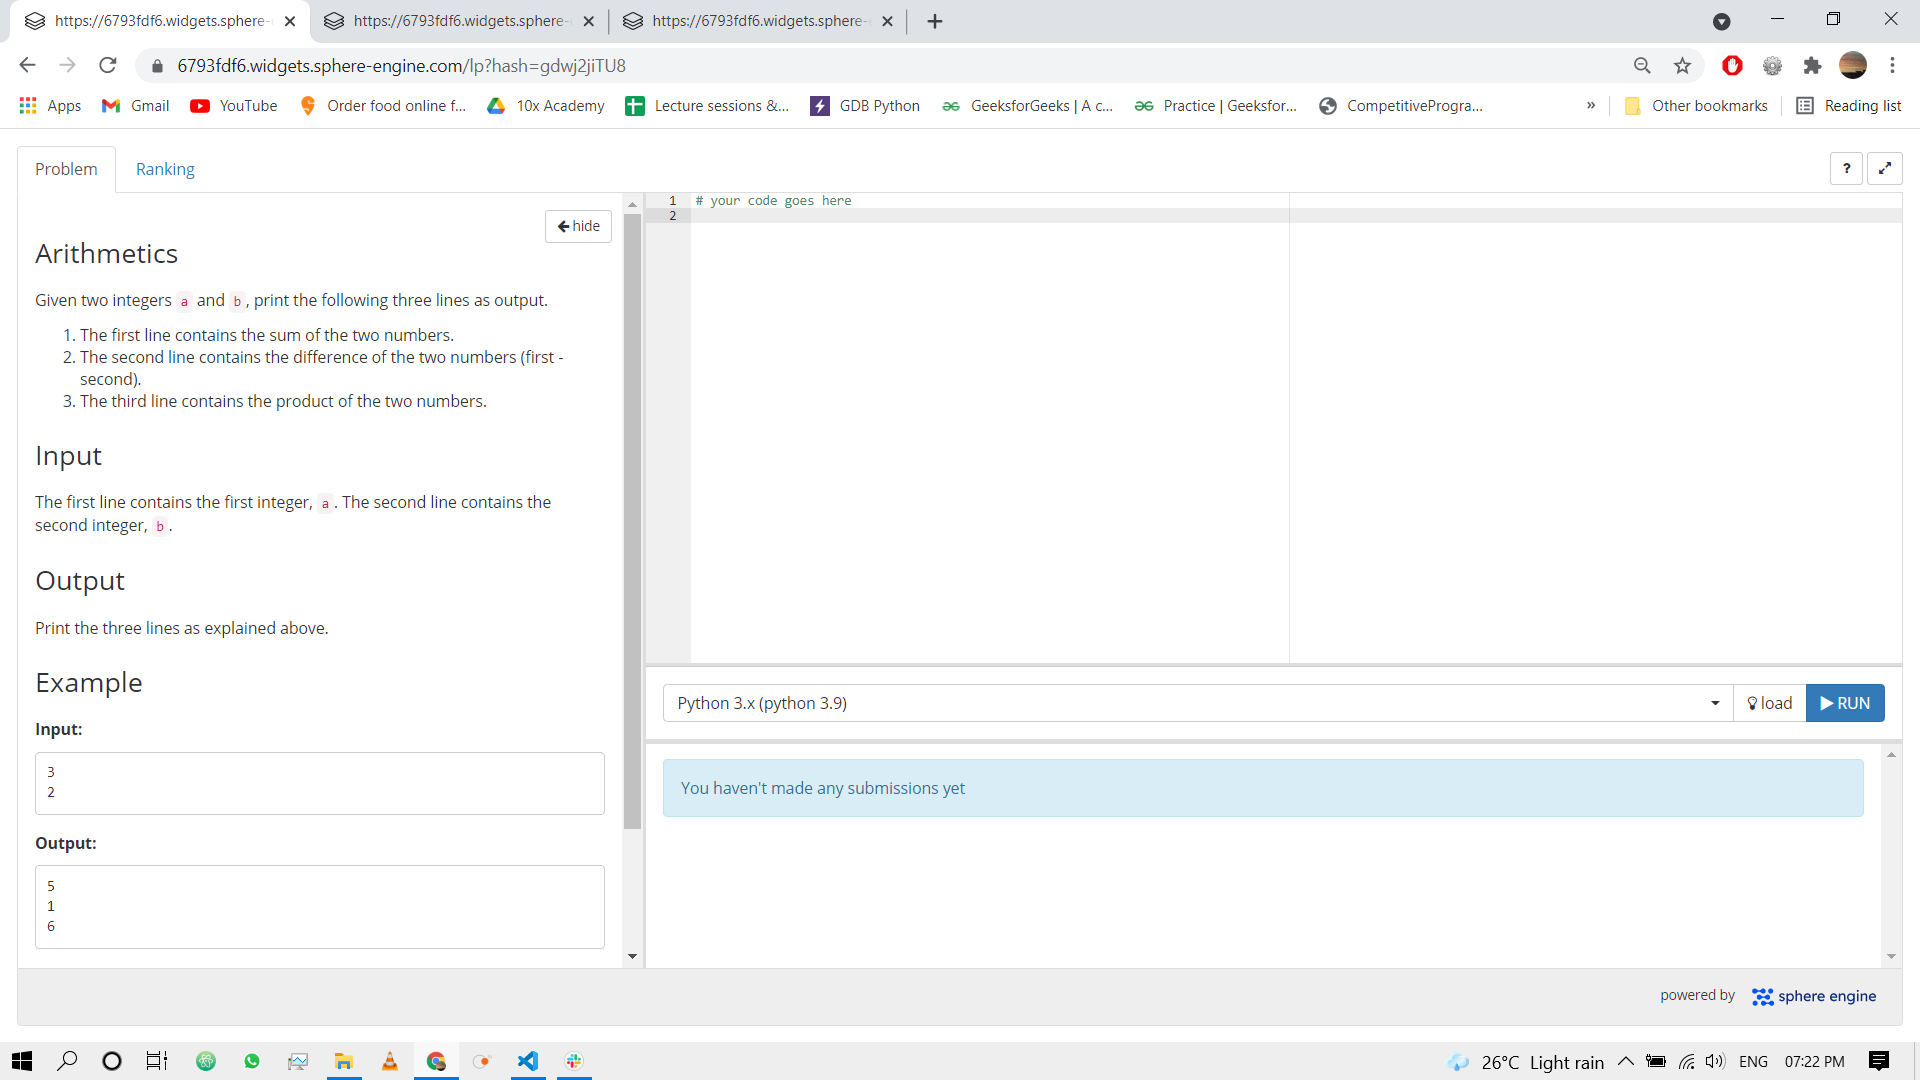 https://6793fdf6.widgets.sphere-
https://6793fdf6.widgets.sphere-
https://6793fdf6.widgets.sphere-
6793fdf6.widgets.sphere-engine.com/lp?hash=gdwj2jiTU8
Apps
Gmail
YouTube
Order food online f...
10x Academy
Lecture sessions &...
GDB Python
GeeksforGeeks | A c...
Practice | Geeksfor...
CompetitiveProgra...
»
Other bookmarks
Reading list
Problem
Ranking
?
hide
Arithmetics
Given two integers a and b , print the following three lines as output.
1. The first line contains the sum of the two numbers.
2. The second line contains the difference of the two numbers (first -
second).
3. The third line contains the product of the two numbers.
Input
The first line contains the first integer, a . The second line contains the
second integer, b .
Output
Print the three lines as explained above.
Example
Input:
3
2
Output:
5
1
6
1 # your code goes here
2
Python 3.x (python 3.9)
load
RUN
You haven't made any submissions yet
powered by
sphere engine
26°C Light rain
ENG
07:22 PM